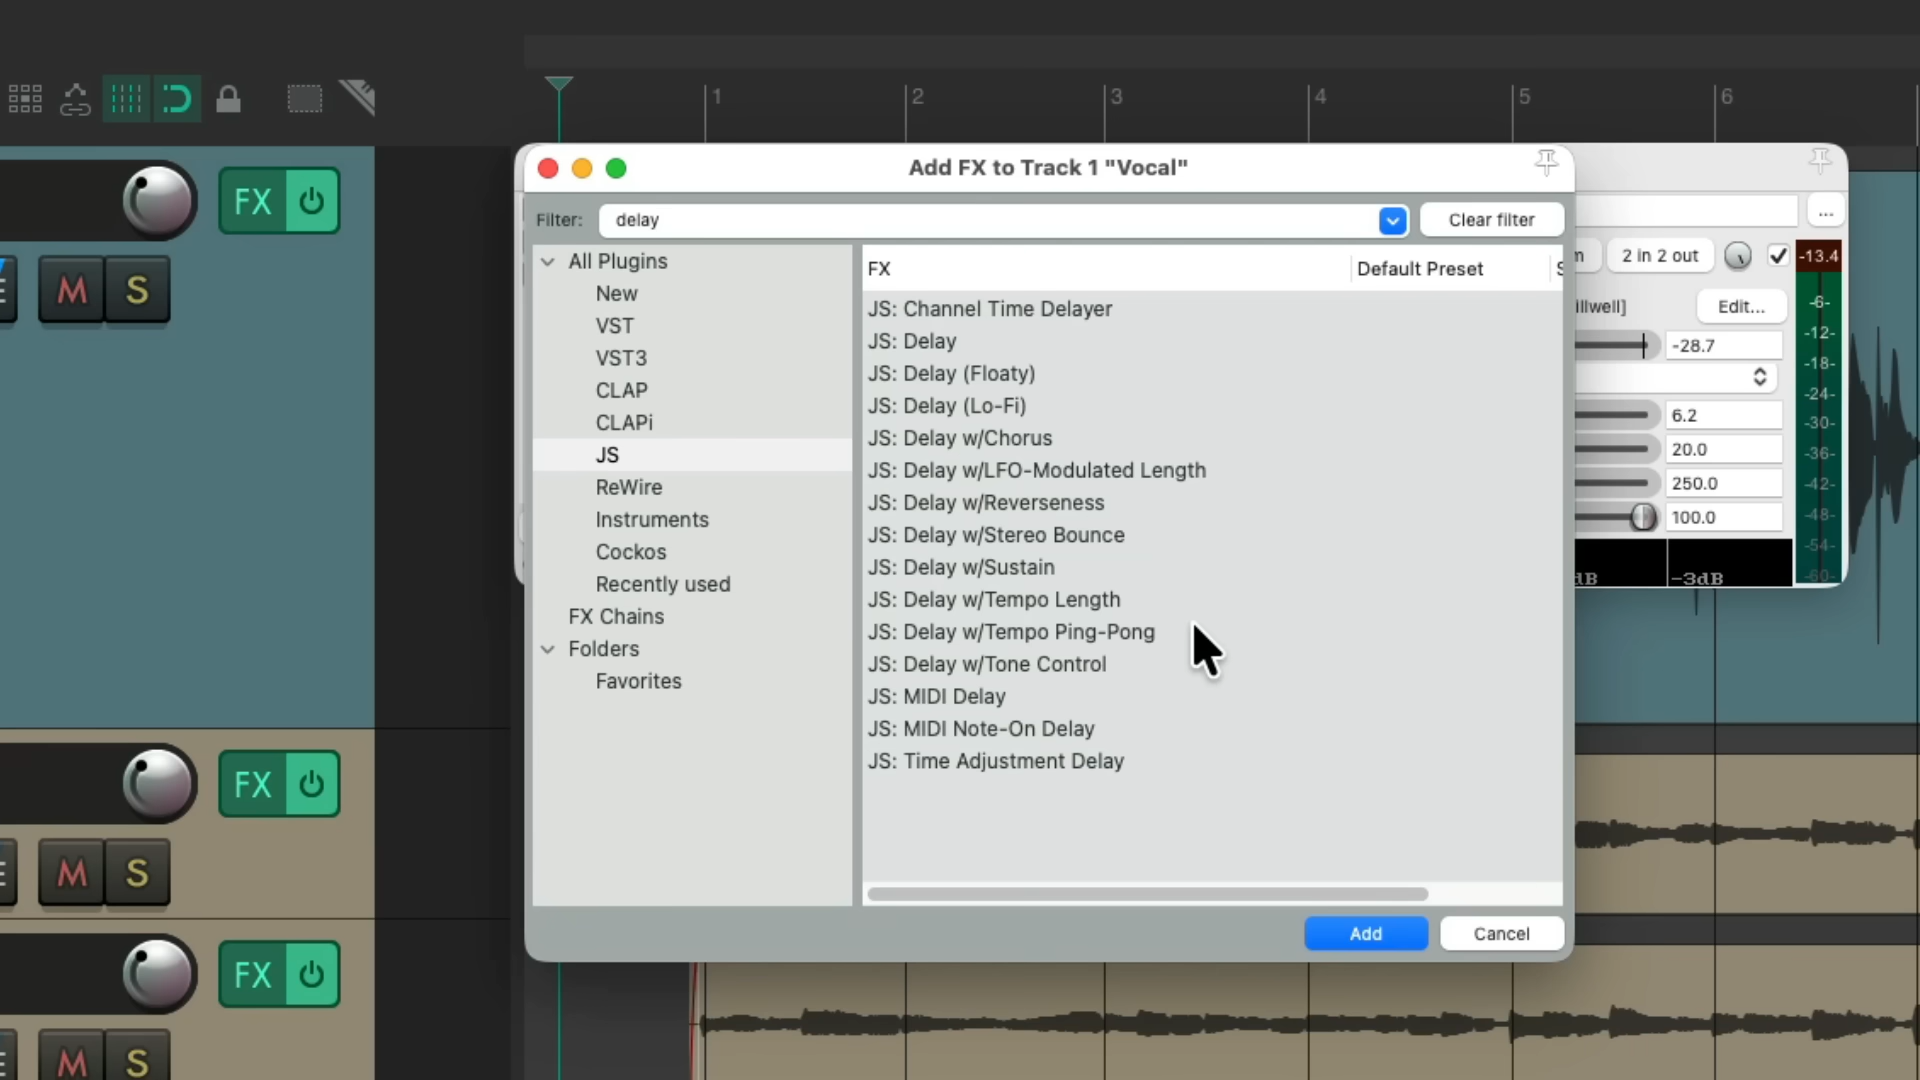 1 2 3 4 5 6
Add FX to Track 1 "Vocal"
Filter: delay Clear filter
All Plugins
New
VST
VST3
CLAP
CLAPi
JS
ReWire
Instruments
Cockos
Recently used
FX Chains
Folders
Favorites
FX Default Preset S
JS: Channel Time Delayer
JS: Delay
JS: Delay (Floaty)
JS: Delay (Lo-Fi)
JS: Delay w/Chorus
JS: Delay w/LFO-Modulated Length
JS: Delay w/Reverseness
JS: Delay w/Stereo Bounce
JS: Delay w/Sustain
JS: Delay w/Tempo Length
JS: Delay w/Tempo Ping-Pong
JS: Delay w/Tone Control
JS: MIDI Delay
JS: MIDI Note-On Delay
JS: Time Adjustment Delay
Add Cancel
...
2 in 2 out
illwell] Edit...
-28.7
6.2
20.0
250.0
100.0
dB -3dB
-13.4
-6-
-12-
-18-
-24-
-30-
-36-
-42-
-48-
-54-
-60-
FX
M S
FX
M S
FX
M S